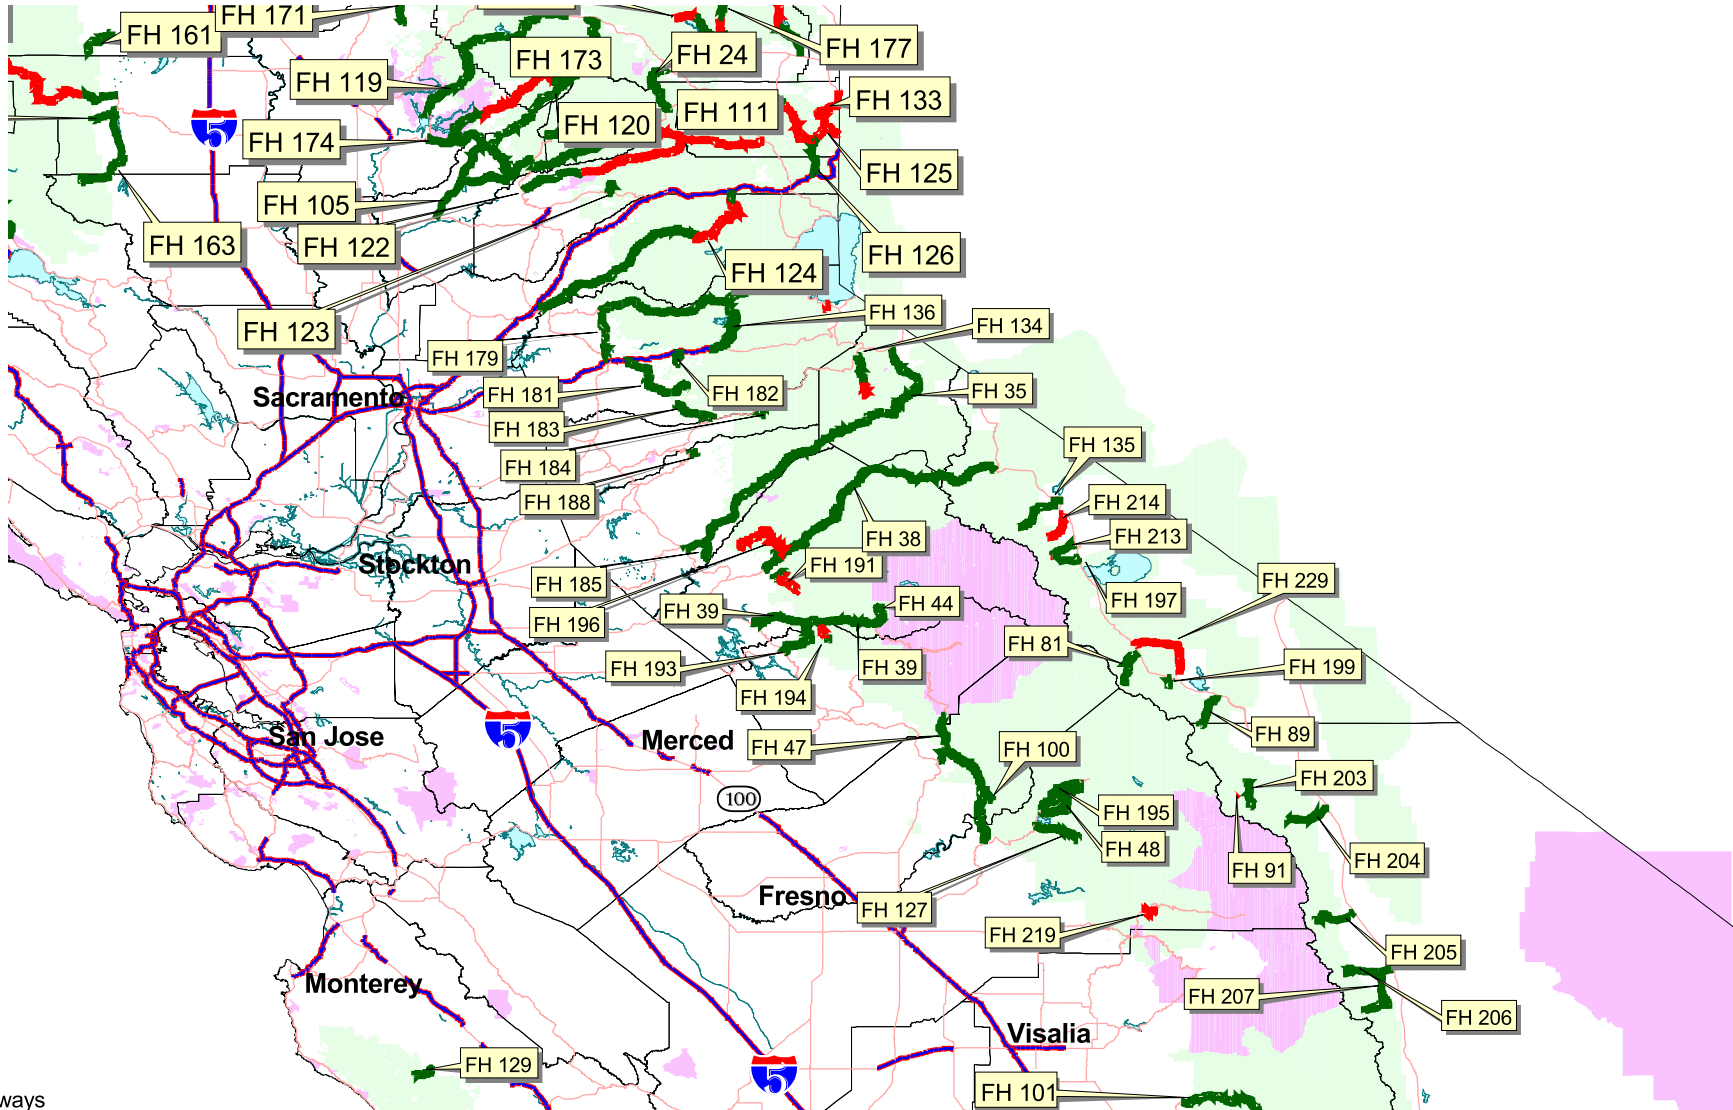 FH 171
FH 161
FH 173
FH 24
FH 177
FH 119
FH 133
FH 111
FH 120
5
FH 174
FH 125
FH 105
FH 163
FH 122
FH 126
FH 124
FH 123
FH 136
FH 134
FH 179
FH 181
FH 182
FH 35
Sacramento
FH 183
FH 135
FH 184
FH 188
FH 214
FH 38
FH 213
Stockton
FH 191
FH 185
FH 229
FH 197
FH 39
FH 44
FH 196
FH 81
FH 193
FH 39
FH 199
FH 194
5
San Jose
Merced
FH 47
FH 100
FH 89
FH 203
100
FH 195
FH 48
FH 204
FH 91
Fresno
FH 127
FH 219
FH 205
Monterey
FH 207
FH 206
Visalia
FH 129
5
FH 101
ways